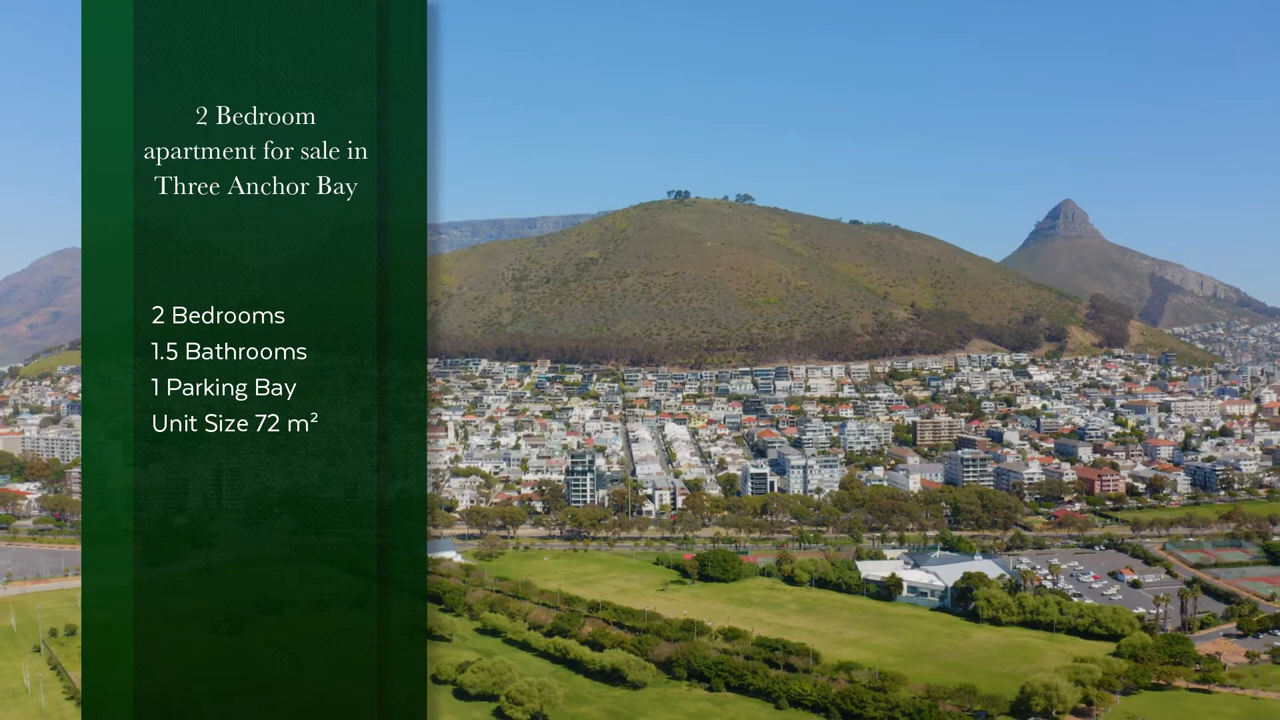 2 Bedroom
apartment for sale in
Three Anchor Bay
2 Bedrooms
1.5 Bathrooms
1 Parking Bay
Unit Size 72 m²